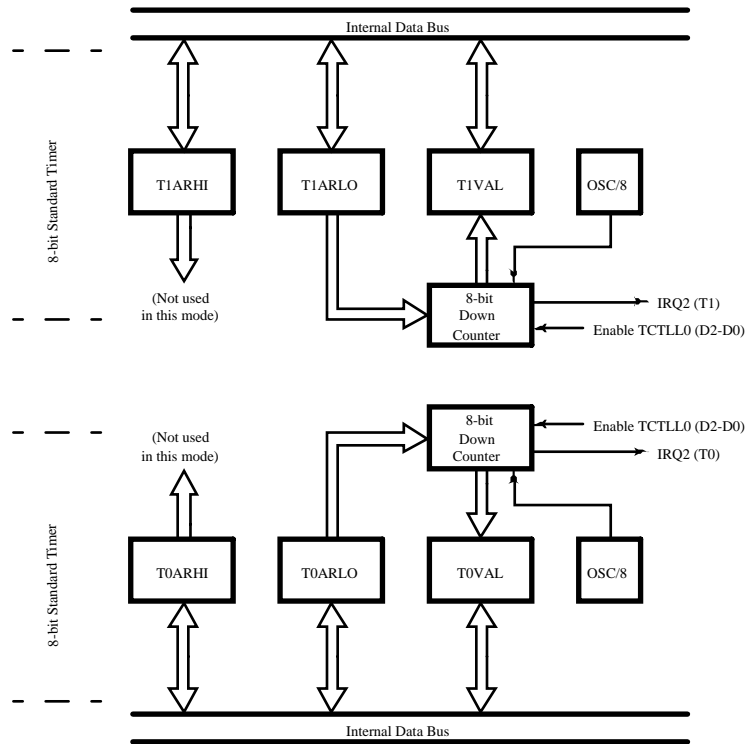 Internal Data Bus
8-bit Standard Timer
T1ARHI
T1ARLO
T1VAL
OSC/8
(Not used
in this mode)
8-bit
Down
Counter
IRQ2 (T1)
Enable TCTLL0 (D2-D0)
8-bit Standard Timer
(Not used
in this mode)
8-bit
Down
Counter
Enable TCTLL0 (D2-D0)
IRQ2 (T0)
T0ARHI
T0ARLO
T0VAL
OSC/8
Internal Data Bus